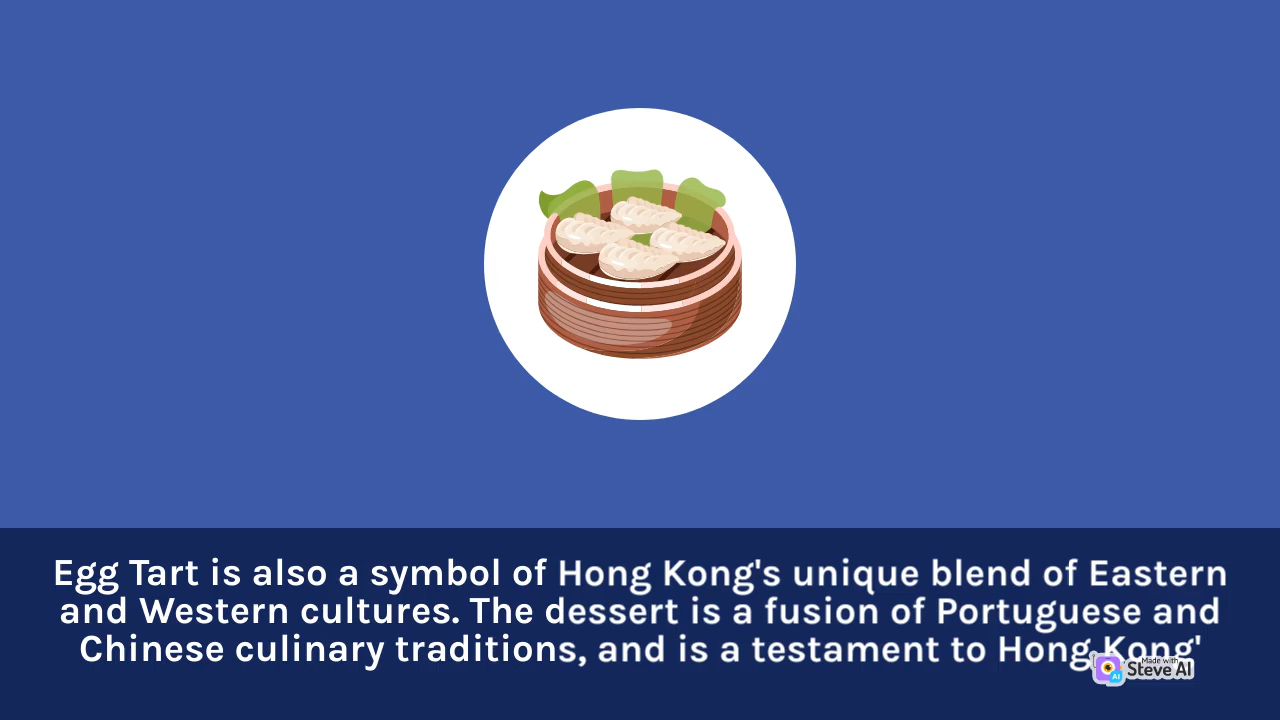 Egg Tart is also a symbol of Hong Kong's unique blend of Eastern
and Western cultures. The dessert is a fusion of Portuguese and
Chinese culinary traditions, and is a testament to Hong Kong'
Made with
Steve AI
AI